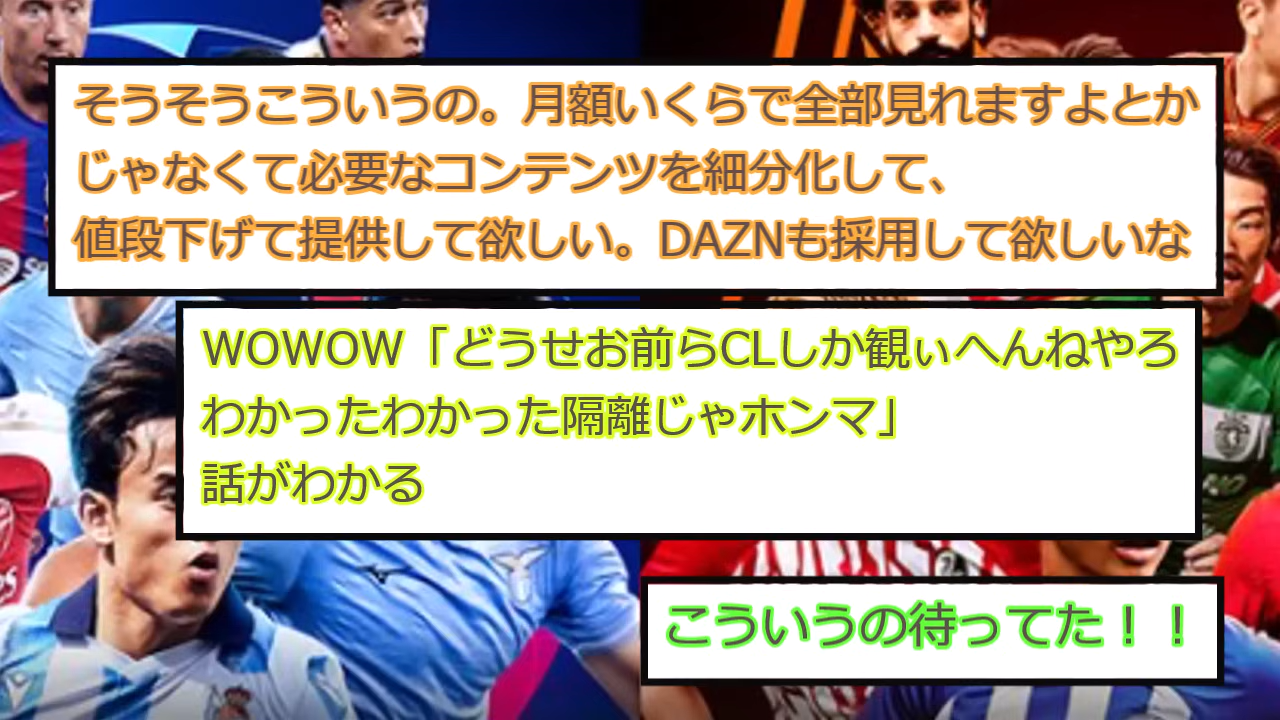 そうそうこういうの。月額いくらで全部見れますよとか
じゃなくて必要なコンテンツを細分化して、
値段下げて提供して欲しい。DAZNも採用して欲しいな
WOWOW「どうせお前らCLしか観ぃへんねやろ
わかったわかった隔離じゃホンマ」
話がわかる
こういうの待ってた！！